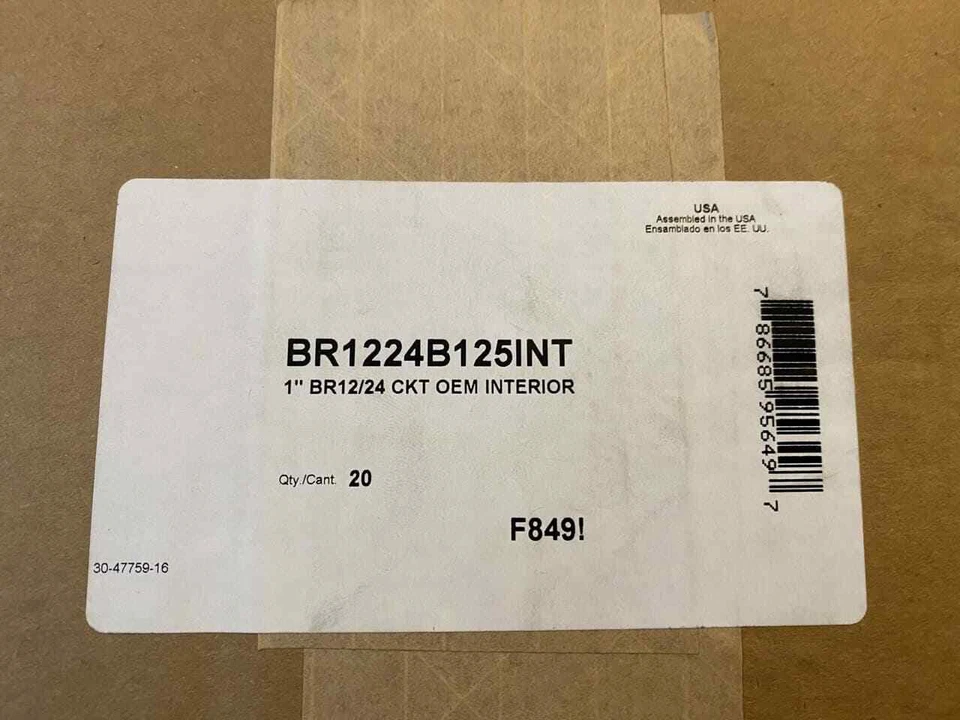 USA
Assembled in the USA
Ensamblado en los EE. UU.
BR1224B125INT
1" BR12/24 CKT OEM INTERIOR
Qty./Cant. 20
F849!
30-47759-16
7 86685 95649 7